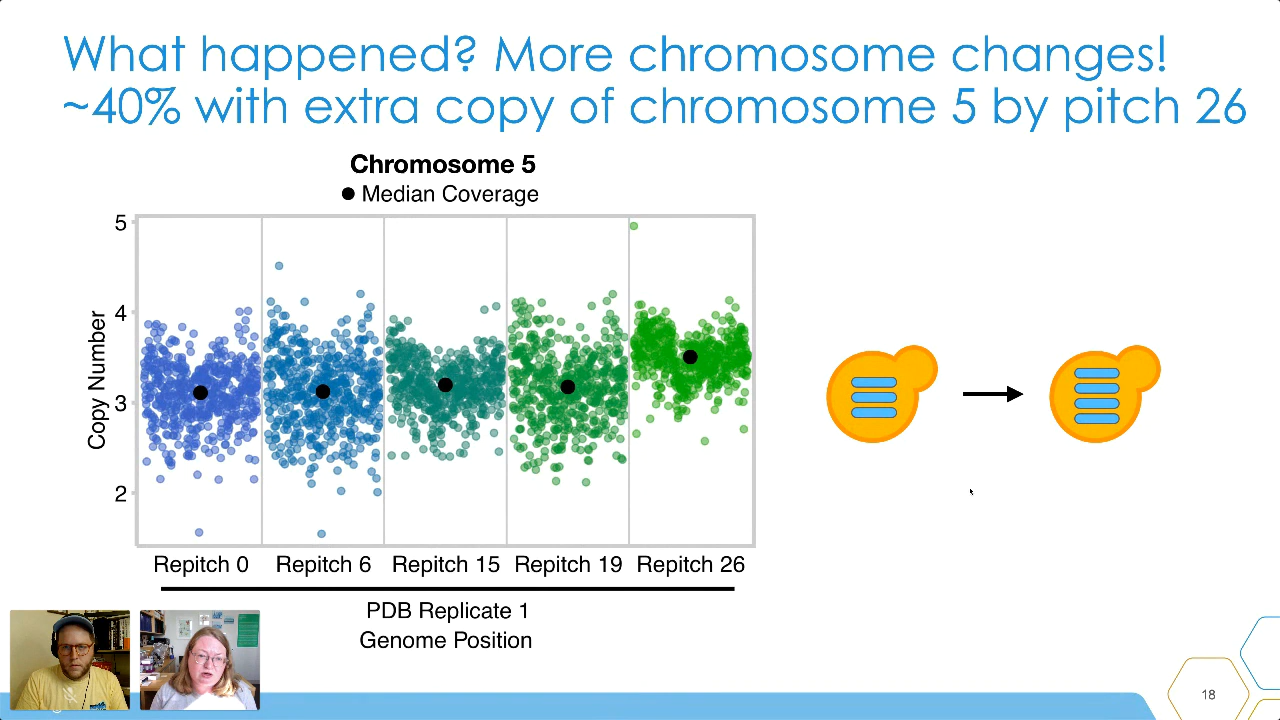 What happened? More chromosome changes!
~40% with extra copy of chromosome 5 by pitch 26
Chromosome 5
Median Coverage
Copy Number
5
4
3
2
Repitch 0
Repitch 6
Repitch 15
Repitch 19
Repitch 26
PDB Replicate 1
Genome Position
18